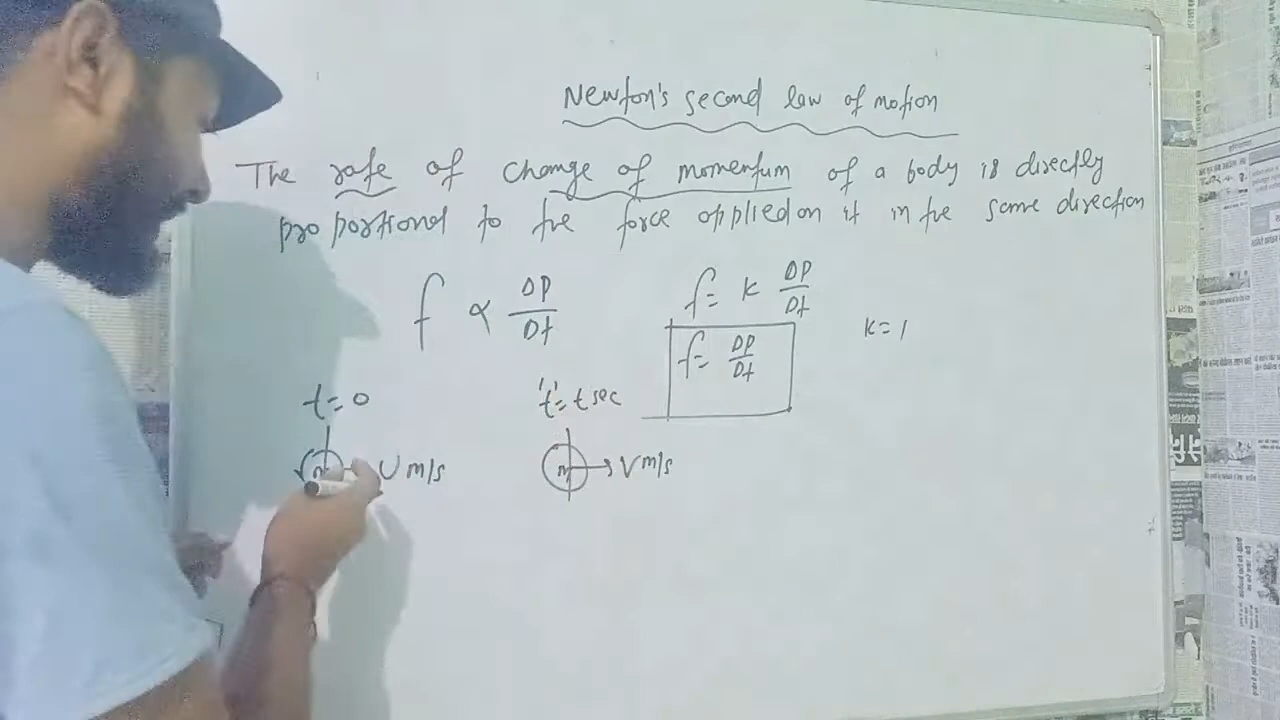 Newton's second law of motion
The rate of change of momentum of a body is directly
proportional to the force applied on it in the same direction
f ∝ ΔP/Δt
f = k ΔP/Δt
k = 1
f = ΔP/Δt
t = 0
't' = t sec
m
U m/s
m
V m/s